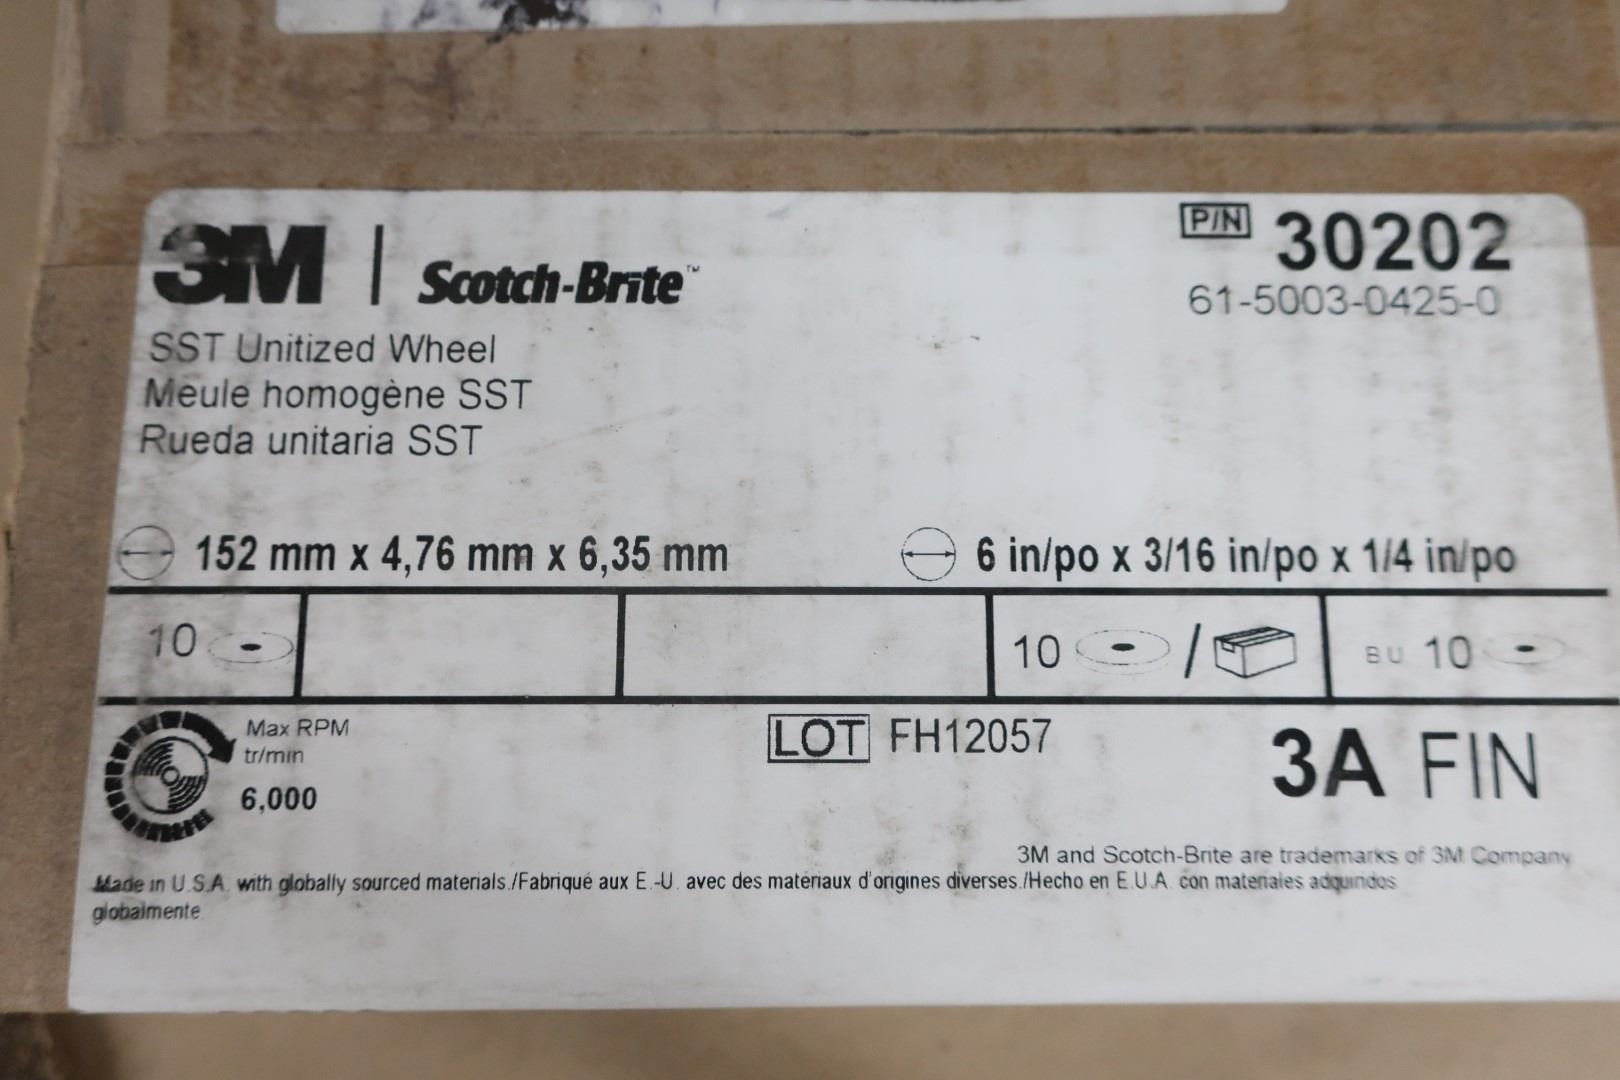 3M | Scotch-Brite™
P/N 30202
61-5003-0425-0
SST Unitized Wheel
Meule homogène SST
Rueda unitaria SST
152 mm x 4,76 mm x 6,35 mm
6 in/po x 3/16 in/po x 1/4 in/po
10
10 /
BU 10
Max RPM
tr/min
6,000
LOT FH12057
3A FIN
3M and Scotch-Brite are trademarks of 3M Company
Made in U.S.A. with globally sourced materials./Fabriqué aux E.-U. avec des matériaux d'origines diverses./Hecho en E.U.A. con materiales adquiridos
globalmente